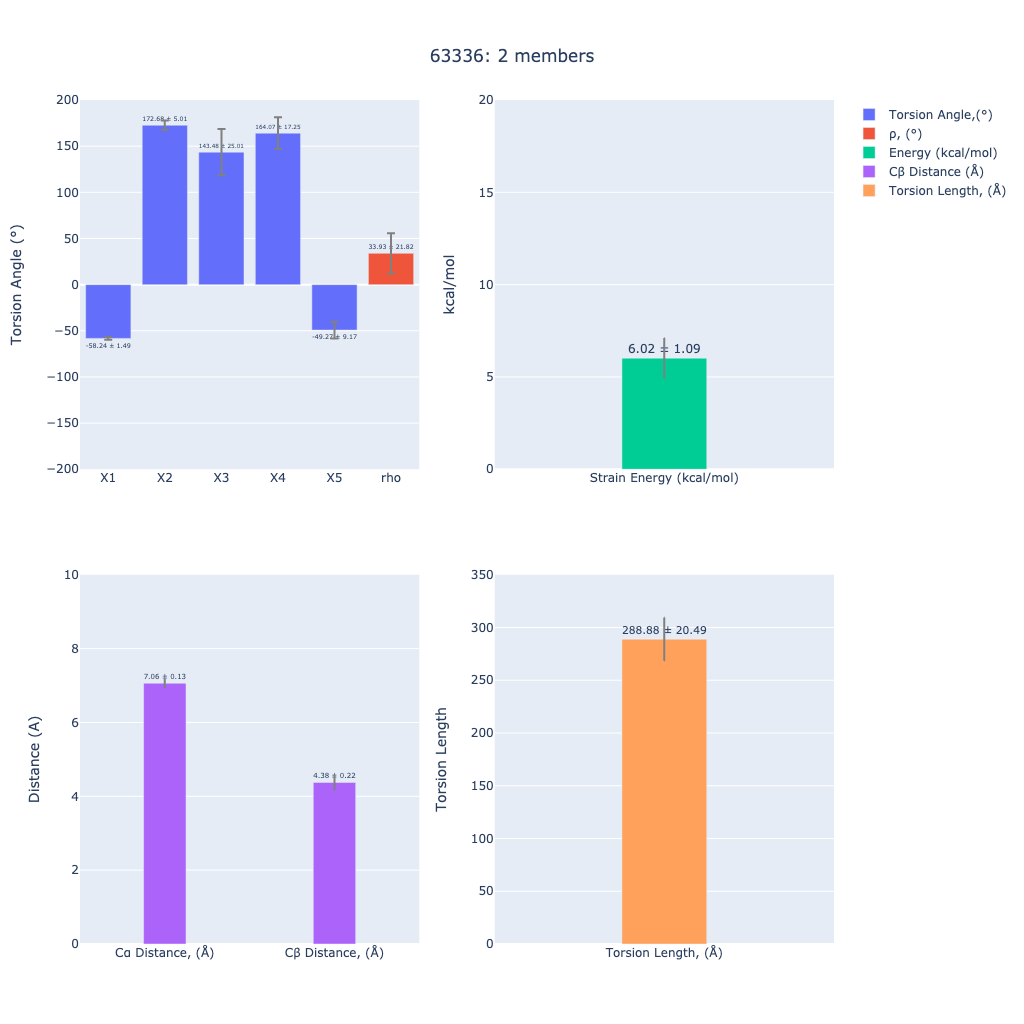 63336: 2 members
Torsion Angle (°)
200
150
100
50
0
−50
−100
−150
−200
172.68 ± 5.01
143.48 ± 25.01
164.07 ± 17.25
33.93 ± 21.82
-58.24 ± 1.49
-49.27 ± 9.17
X1 X2 X3 X4 X5 rho
kcal/mol
20
15
10
5
0
6.02 ± 1.09
Strain Energy (kcal/mol)
Torsion Angle,(°)
ρ, (°)
Energy (kcal/mol)
Cβ Distance (Å)
Torsion Length, (Å)
Distance (A)
10
8
6
4
2
0
7.06 ± 0.13
4.38 ± 0.22
Cα Distance, (Å) Cβ Distance, (Å)
Torsion Length
350
300
250
200
150
100
50
0
288.88 ± 20.49
Torsion Length, (Å)